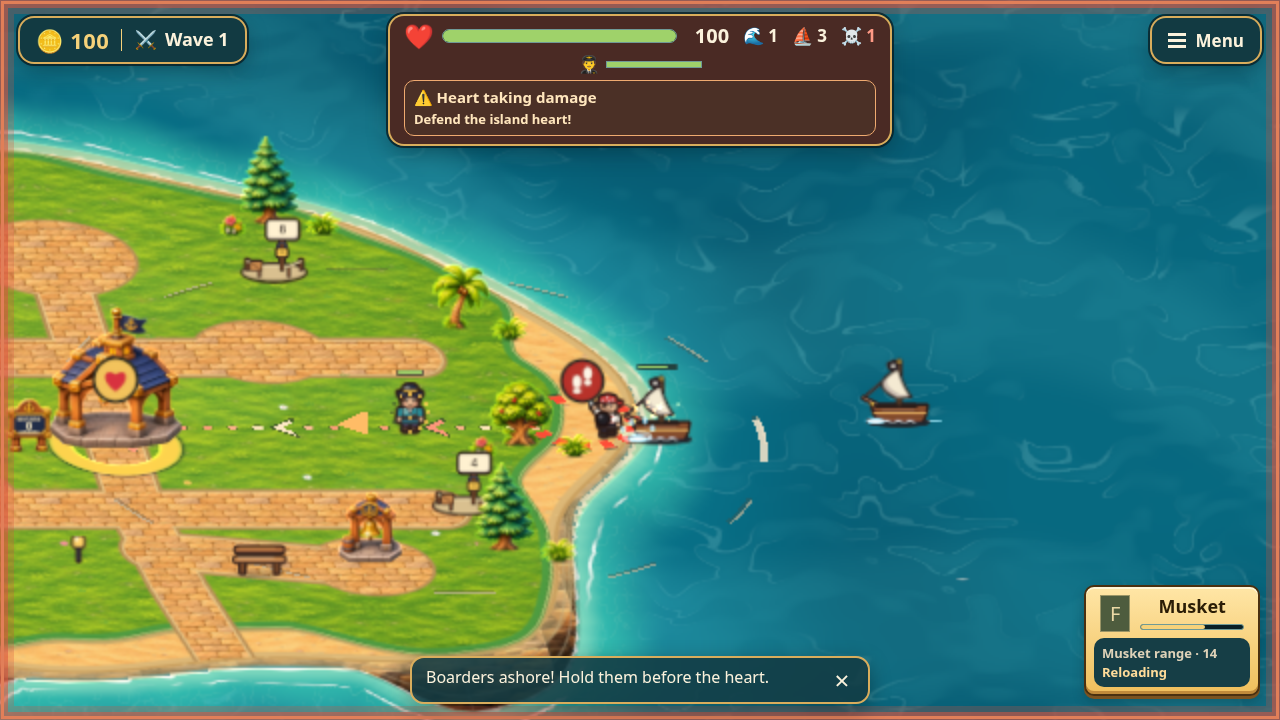 100
Wave 1
100
1
3
1
Heart taking damage
Defend the island heart!
Menu
4
F
Musket
Musket range · 14
Reloading
Boarders ashore! Hold them before the heart.